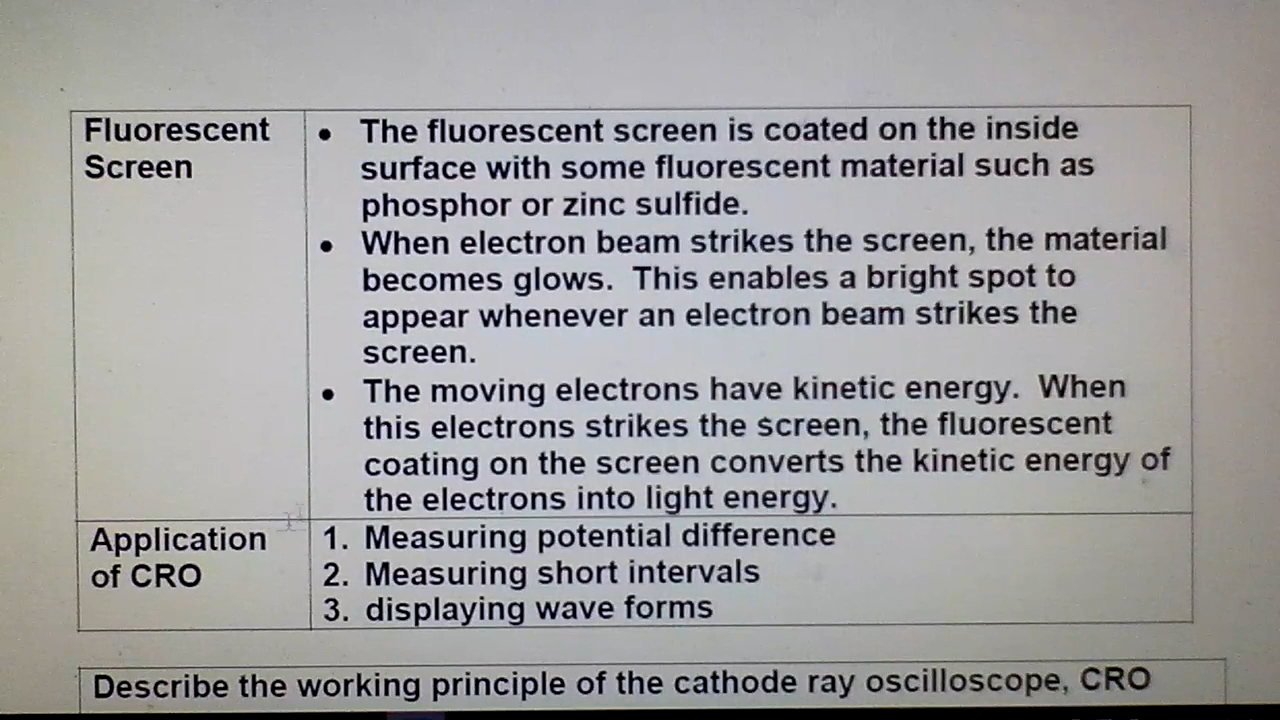 Fluorescent
Screen
• The fluorescent screen is coated on the inside
surface with some fluorescent material such as
phosphor or zinc sulfide.
• When electron beam strikes the screen, the material
becomes glows. This enables a bright spot to
appear whenever an electron beam strikes the
screen.
• The moving electrons have kinetic energy. When
this electrons strikes the screen, the fluorescent
coating on the screen converts the kinetic energy of
the electrons into light energy.
Application
of CRO
1. Measuring potential difference
2. Measuring short intervals
3. displaying wave forms
Describe the working principle of the cathode ray oscilloscope, CRO